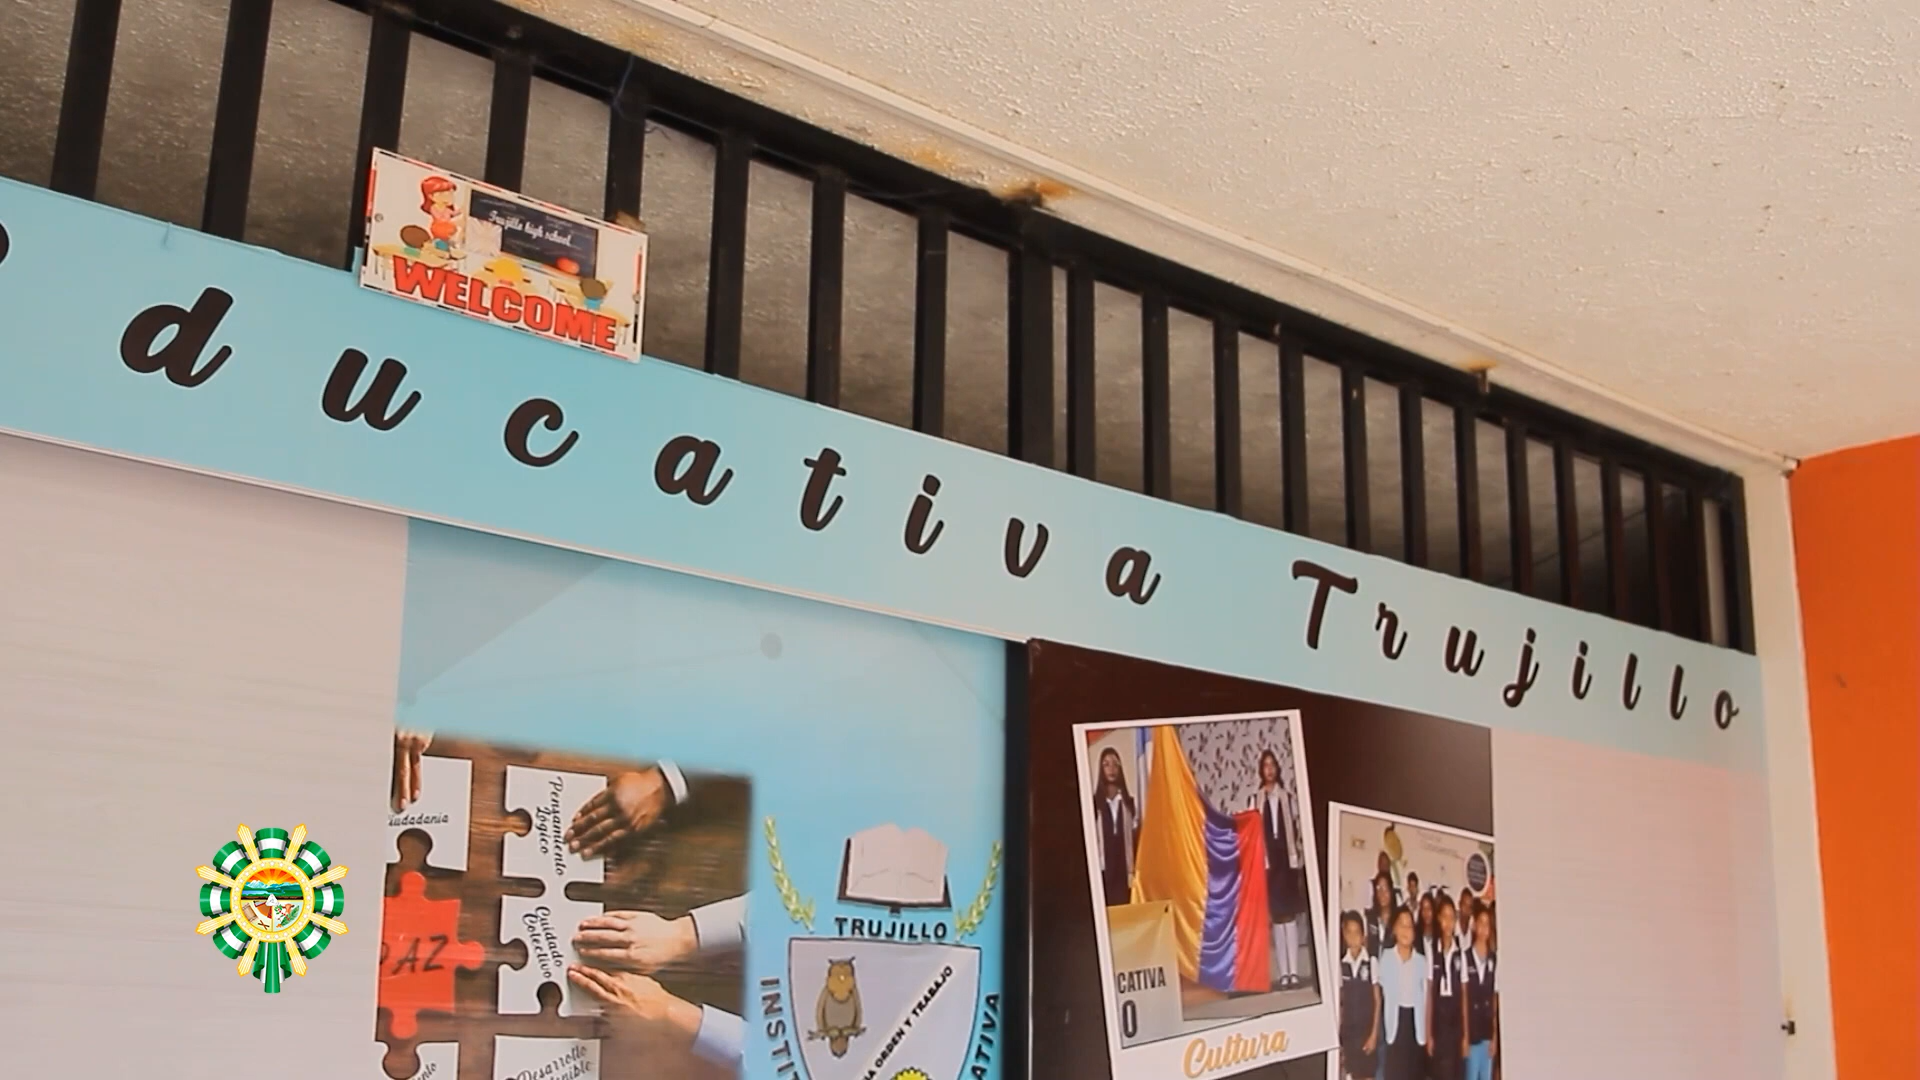 Trujillo high school
WELCOME
ducativa Trujillo
Pensamiento
Lógico
Cuidado
Colectivo
PAZ
Desarrollo
TRUJILLO
ORDEN Y TRABAJO
CATIVA
O
Cultura